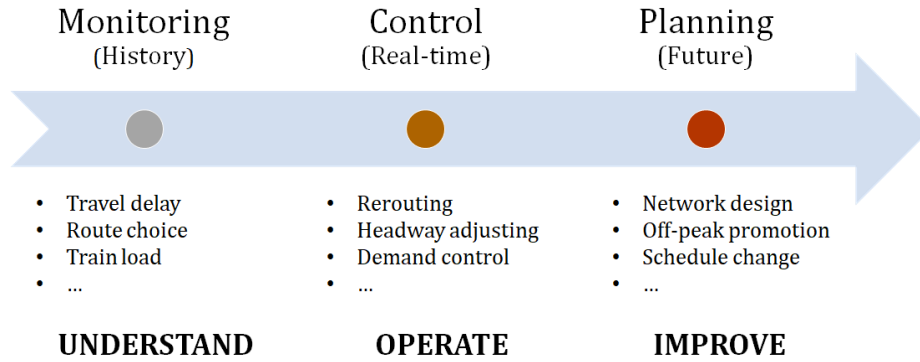 Monitoring
(History)
Control
(Real-time)
Planning
(Future)
• Travel delay
• Route choice
• Train load
• ...
• Rerouting
• Headway adjusting
• Demand control
• ...
• Network design
• Off-peak promotion
• Schedule change
• ...
UNDERSTAND
OPERATE
IMPROVE